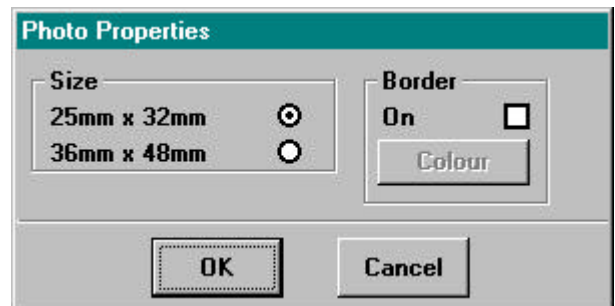 Photo Properties
Size
25mm x 32mm
36mm x 48mm
Border
On
Colour
OK
Cancel